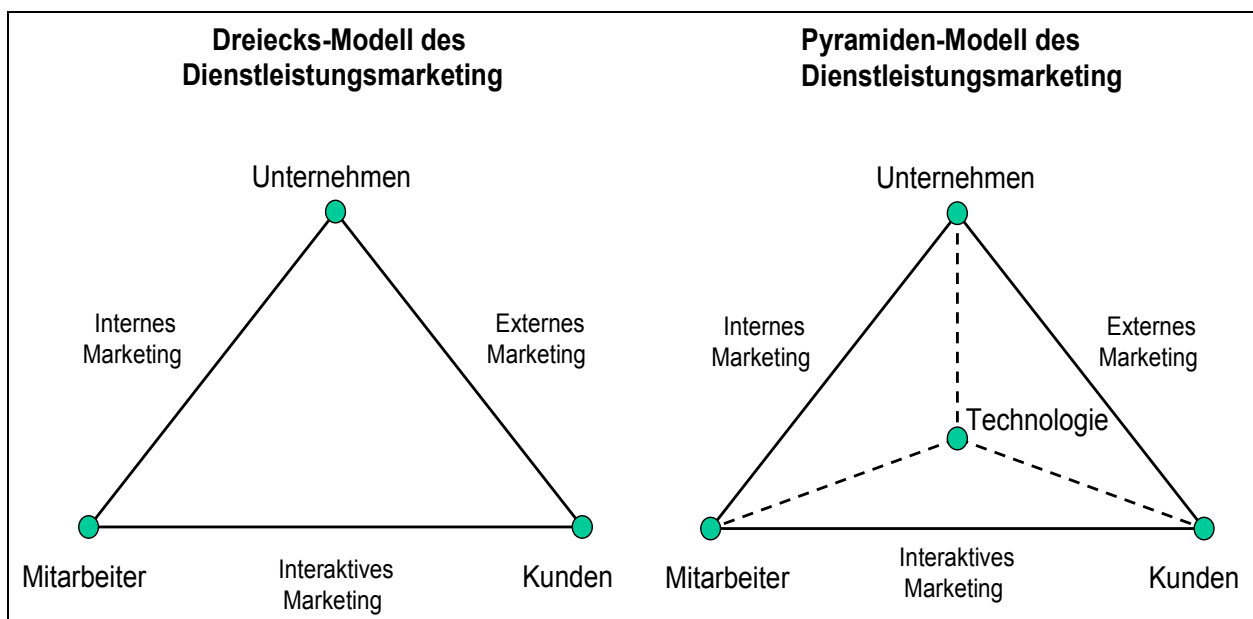 Dreiecks-Modell des
Dienstleistungsmarketing
Unternehmen
Internes
Marketing
Externes
Marketing
Mitarbeiter
Interaktives
Marketing
Kunden
Pyramiden-Modell des
Dienstleistungsmarketing
Unternehmen
Internes
Marketing
Externes
Marketing
Technologie
Mitarbeiter
Interaktives
Marketing
Kunden